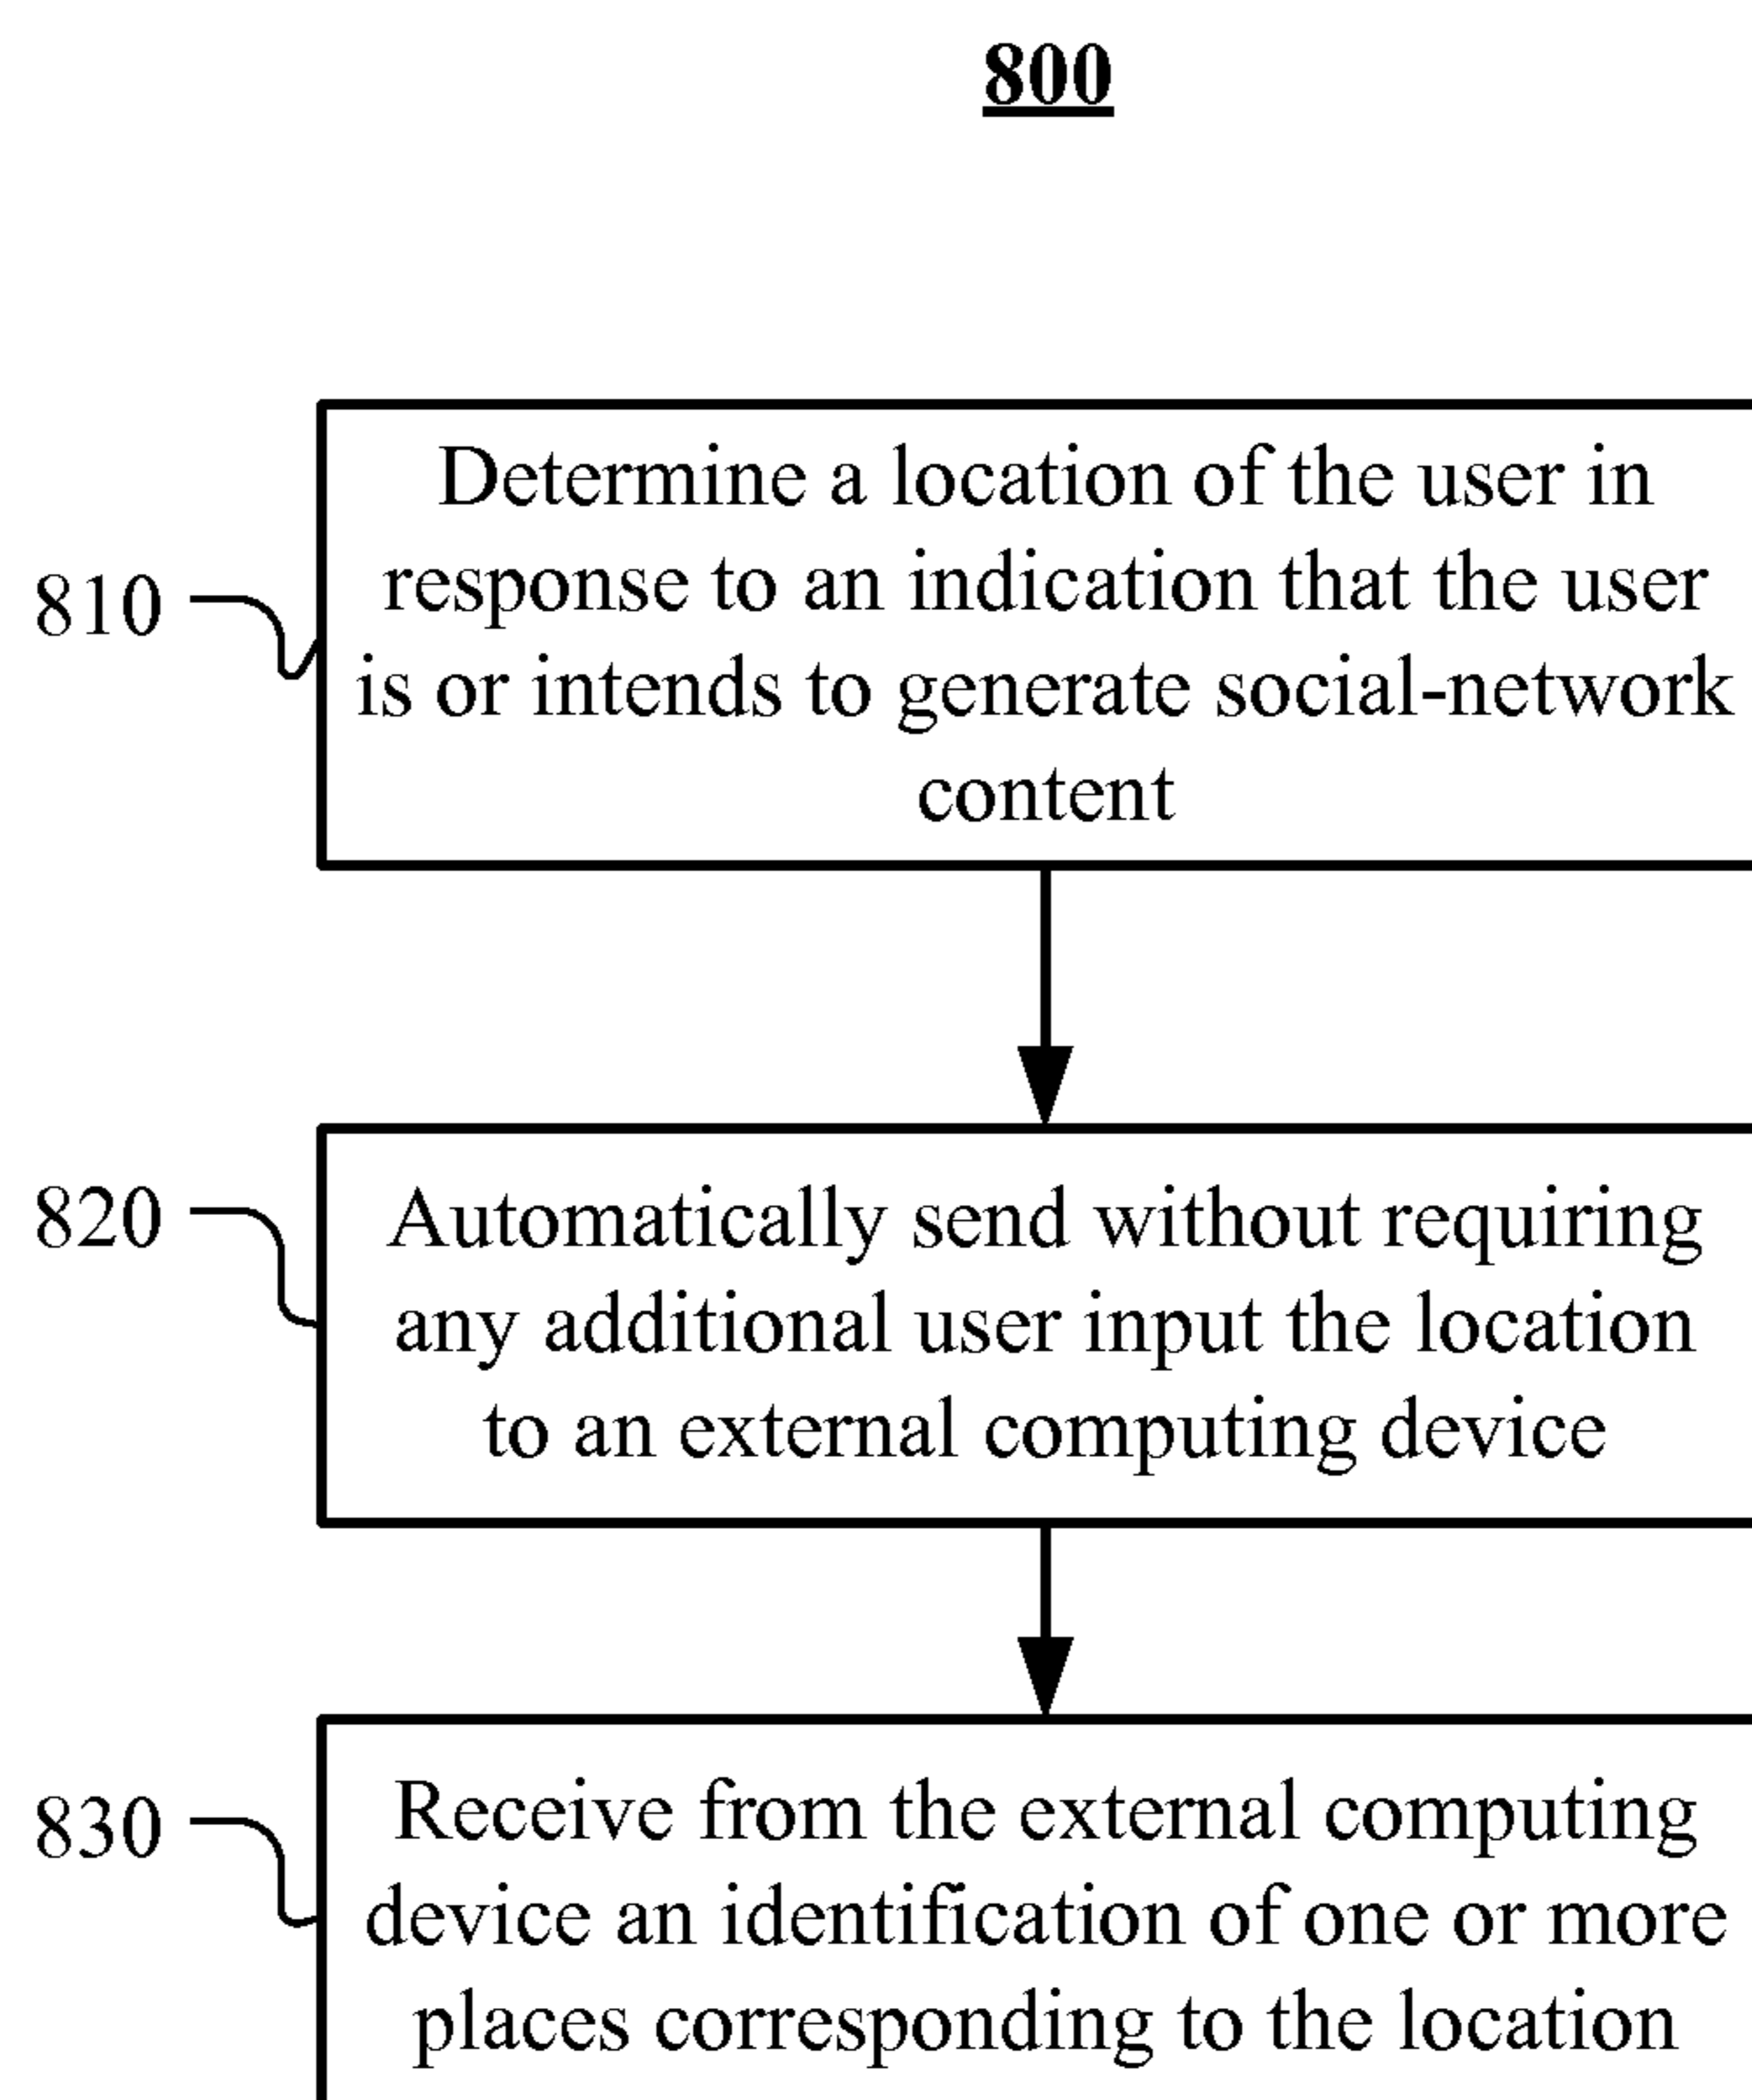 800
810
Determine a location of the user in
response to an indication that the user
is or intends to generate social-network
content
820
Automatically send without requiring
any additional user input the location
to an external computing device
830
Receive from the external computing
device an identification of one or more
places corresponding to the location